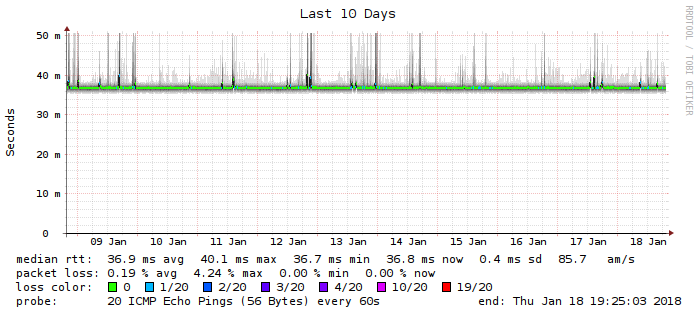 Last 10 Days
RRDTOOL / TOBI OETIKER
Seconds
50 m
40 m
30 m
20 m
10 m
0
09 Jan 10 Jan 11 Jan 12 Jan 13 Jan 14 Jan 15 Jan 16 Jan 17 Jan 18 Jan
median rtt: 36.9 ms avg 40.1 ms max 36.7 ms min 36.8 ms now 0.4 ms sd 85.7 am/s
packet loss: 0.19 % avg 4.24 % max 0.00 % min 0.00 % now
loss color: 0 1/20 2/20 3/20 4/20 10/20 19/20
probe: 20 ICMP Echo Pings (56 Bytes) every 60s end: Thu Jan 18 19:25:03 2018